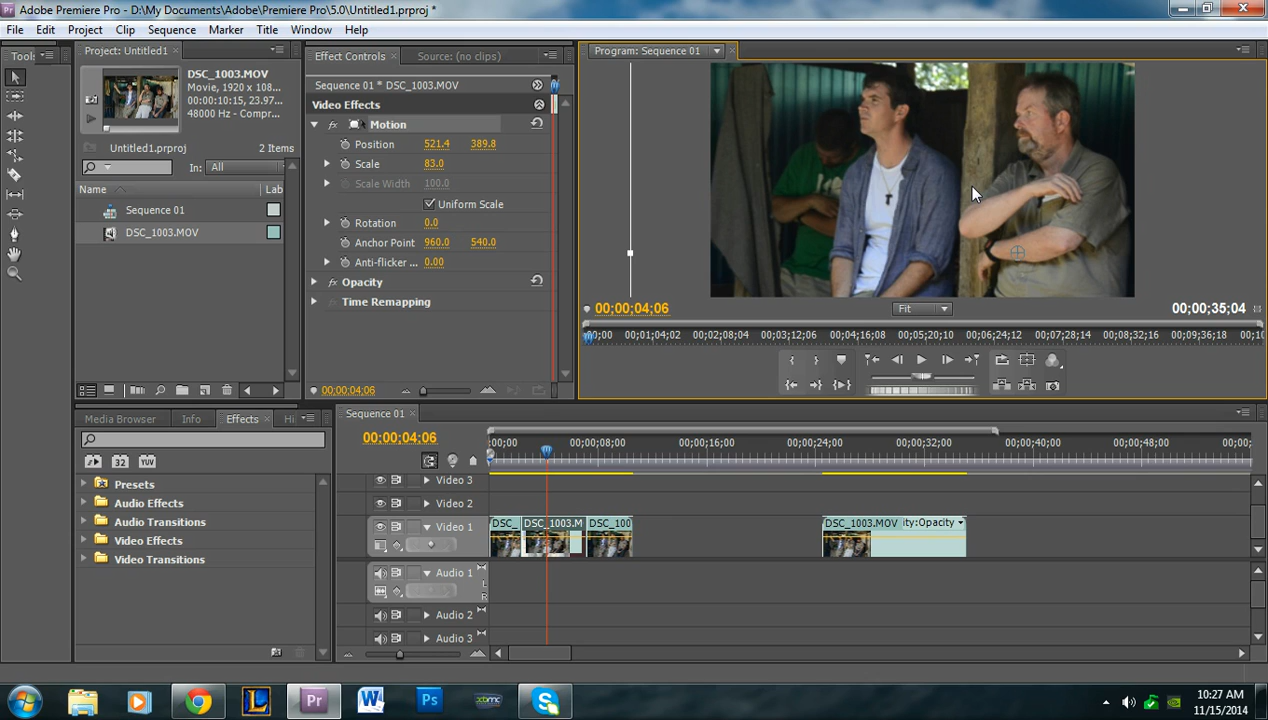 Adobe Premiere Pro - D:\My Documents\Adobe\Premiere Pro\5.0\Untitled1.prproj *
File Edit Project Clip Sequence Marker Title Window Help
Tools
Project: Untitled1
DSC_1003.MOV
Movie, 1920 x 108...
00:00:10:15, 23.97...
48000 Hz - Compr...
Untitled1.prproj
2 Items
In: All
Name
Lab
Sequence 01
DSC_1003.MOV
Effect Controls
Source: (no clips)
Sequence 01 * DSC_1003.MOV
Video Effects
fx Motion
Position 521.4 389.8
Scale 83.0
Scale Width 100.0
Uniform Scale
Rotation 0.0
Anchor Point 960.0 540.0
Anti-flicker ... 0.00
fx Opacity
Time Remapping
00;00;04;06
Program: Sequence 01
00;00;04;06
Fit
00;00;35;04
00;00 00;01;04;02 00;02;08;04 00;03;12;06 00;04;16;08 00;05;20;10 00;06;24;12 00;07;28;14 00;08;32;16 00;09;36;18 00;10
Media Browser Info Effects Hi
32 YUV
Presets
Audio Effects
Audio Transitions
Video Effects
Video Transitions
Sequence 01
00;00;04;06
;00;00 00;00;08;00 00;00;16;00 00;00;24;00 00;00;32;00 00;00;40;00 00;00;48;00 00;00;
Video 3
Video 2
Video 1
DSC_ DSC_1003.M DSC_100 DSC_1003.MOV ity:Opacity
Audio 1
L
R
Audio 2
Audio 3
L Pr W Ps xbmc S
10:27 AM
11/15/2014